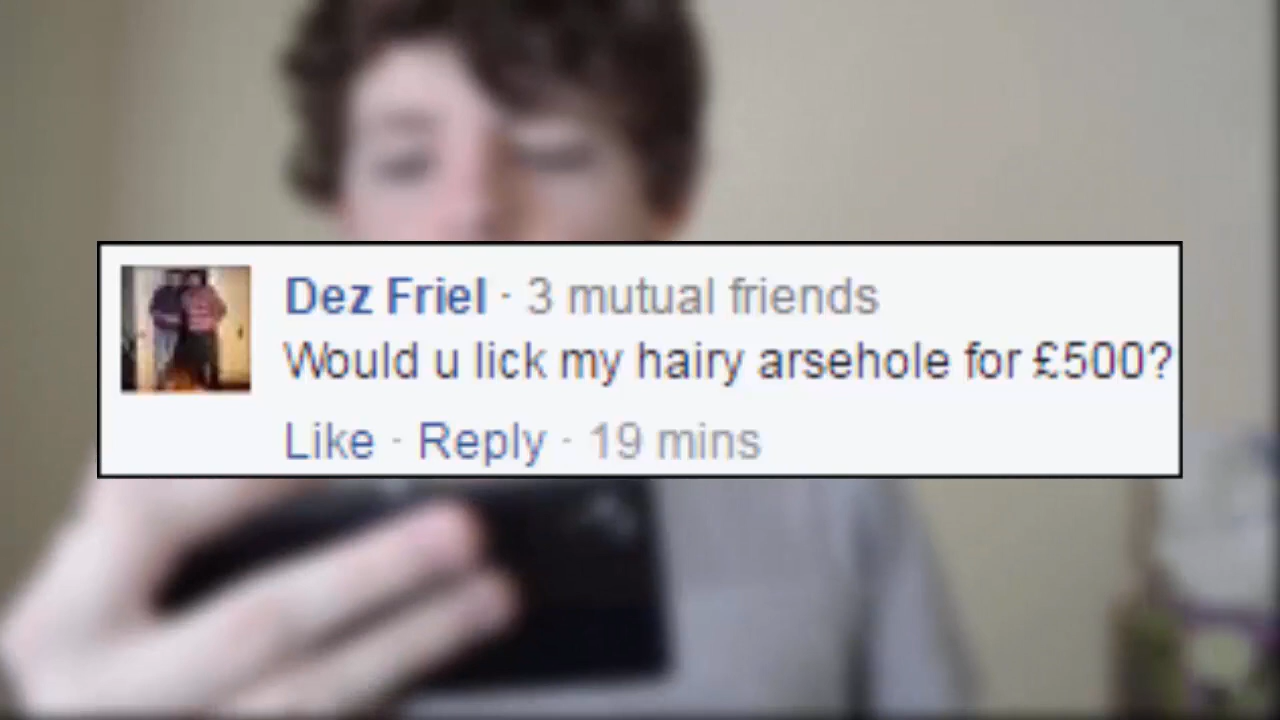 Dez Friel · 3 mutual friends
Would u lick my hairy arsehole for £500?
Like · Reply · 19 mins